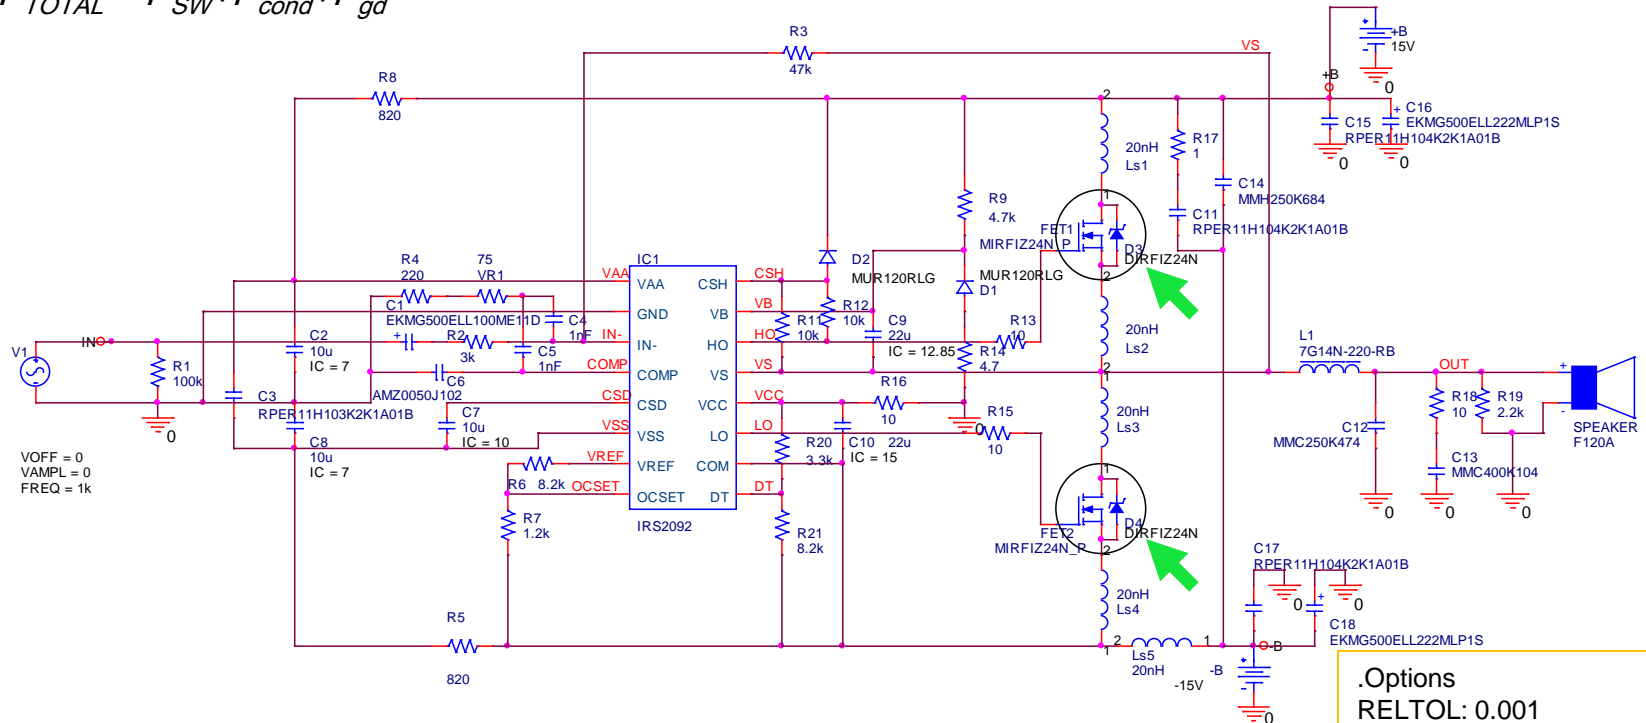 P TOTAL = P SW + P cond + P gd
R3
47k
VS
+B
15V
0
R8
820
+B
2
C15
RPER11H104K2K1A01B
C16
EKMG500ELL222MLP1S
0
0
20nH
Ls1
R17
1
C14
MMH250K684
C11
RPER11H104K2K1A01B
R9
4.7k
1
FET1
MIRFIZ24N_P
D3
DIRFIZ24N
2
R4
220
75
VR1
IC1
D2
MUR120RLG
MUR120RLG
D1
VAA
VAA
CSH
CSH
GND
VB
VB
IN-
IN-
HO
HO
COMP
COMP
VS
VS
CSD
CSD
VCC
VCC
VSS
VSS
LO
LO
VREF
VREF
COM
OCSET
OCSET
DT
DT
IRS2092
C1
EKMG500ELL100ME11D
C4
1nF
R2
3k
C5
1nF
C6
AMZ0050J102
R11
10k
R12
10k
C9
22u
IC = 12.85
R13
10
R14
4.7
20nH
Ls2
2
L1
7G14N-220-RB
OUT
V1
IN
R1
100k
0
C2
10u
IC = 7
C3
RPER11H103K2K1A01B
C8
10u
IC = 7
C7
10u
IC = 10
R16
10
0
R15
10
C10
22u
IC = 15
R20
3.3k
R21
8.2k
1
20nH
Ls3
1
C12
MMC250K474
R18
10
R19
2.2k
C13
MMC400K104
+
-
SPEAKER
F120A
0
0
0
VOFF = 0
VAMPL = 0
FREQ = 1k
R6
8.2k
R7
1.2k
FET2
MIRFIZ24N_P
D4
DIRFIZ24N
2
20nH
Ls4
1
R5
820
2
1
Ls5
20nH
C17
RPER11H104K2K1A01B
0
0
C18
EKMG500ELL222MLP1S
-B
-B
-15V
0
.Options
RELTOL: 0.001